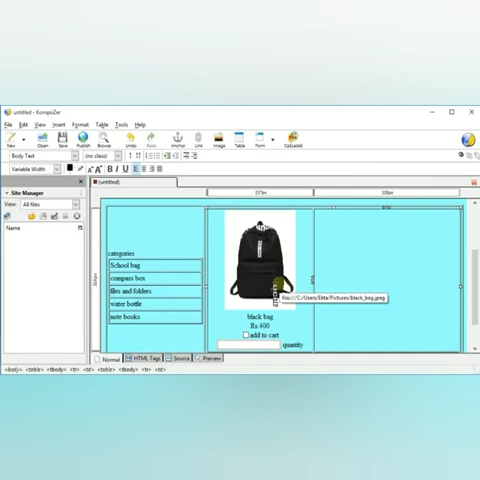 untitled - KompoZer
File Edit View Insert Format Table Tools Help
New Open Save Publish Browse Undo Redo Anchor Link Image Table Form CaScadeS
Body Text (no class)
Variable Width
Site Manager (untitled)
View: All files
Name
237px 328px
categories
School bag
compass box
files and folders
water bottle
note books
file:///C:/Users/Ekta/Pictures/black_bag.jpeg
black bag
Rs.400
add to cart
quantity
Normal HTML Tags Source Preview
<body> <table> <tbody> <tr> <td> <table> <tbody> <tr> <td>